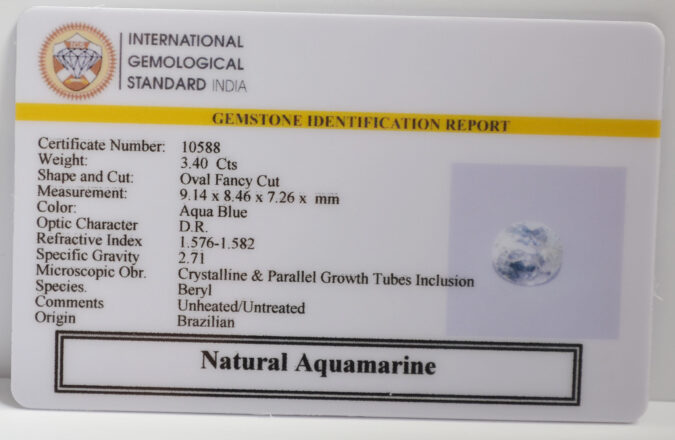 INTERNATIONAL
GEMOLOGICAL
STANDARD INDIA
GEMSTONE IDENTIFICATION REPORT
Certificate Number: 10588
Weight: 3.40 Cts
Shape and Cut: Oval Fancy Cut
Measurement: 9.14 x 8.46 x 7.26 x mm
Color: Aqua Blue
Optic Character D.R.
Refractive Index 1.576-1.582
Specific Gravity 2.71
Microscopic Obr. Crystalline & Parallel Growth Tubes Inclusion
Species. Beryl
Comments Unheated/Untreated
Origin Brazilian
Natural Aquamarine